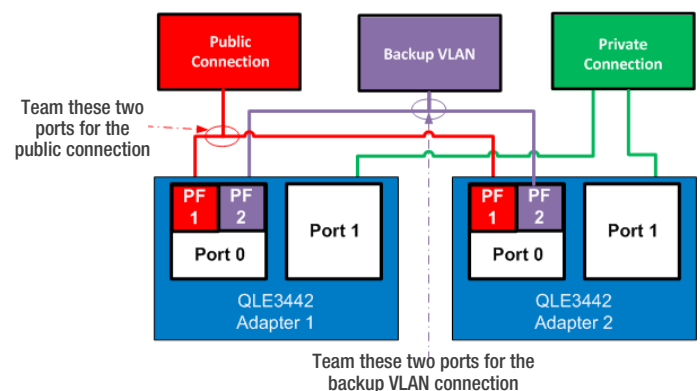 Public
Connection
Backup VLAN
Private
Connection
Team these two
ports for the
public connection
PF
1
PF
2
Port 0
Port 1
QLE3442
Adapter 1
PF
1
PF
2
Port 0
Port 1
QLE3442
Adapter 2
Team these two ports for the
backup VLAN connection